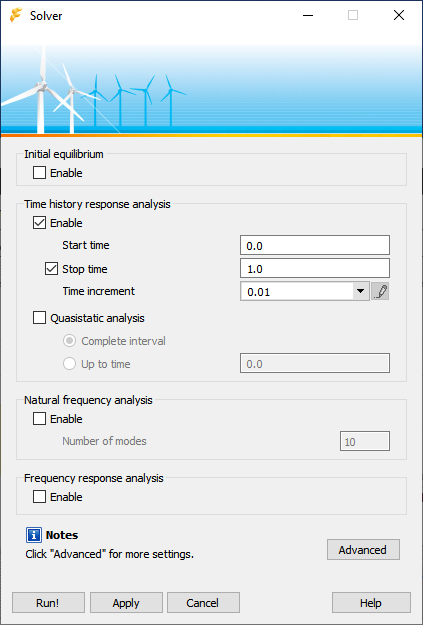 Solver
Initial equilibrium
Enable
Time history response analysis
Enable
Start time 0.0
Stop time 1.0
Time increment 0.01
Quasistatic analysis
Complete interval
Up to time 0.0
Natural frequency analysis
Enable
Number of modes 10
Frequency response analysis
Enable
Notes
Click "Advanced" for more settings.
Advanced
Run! Apply Cancel Help